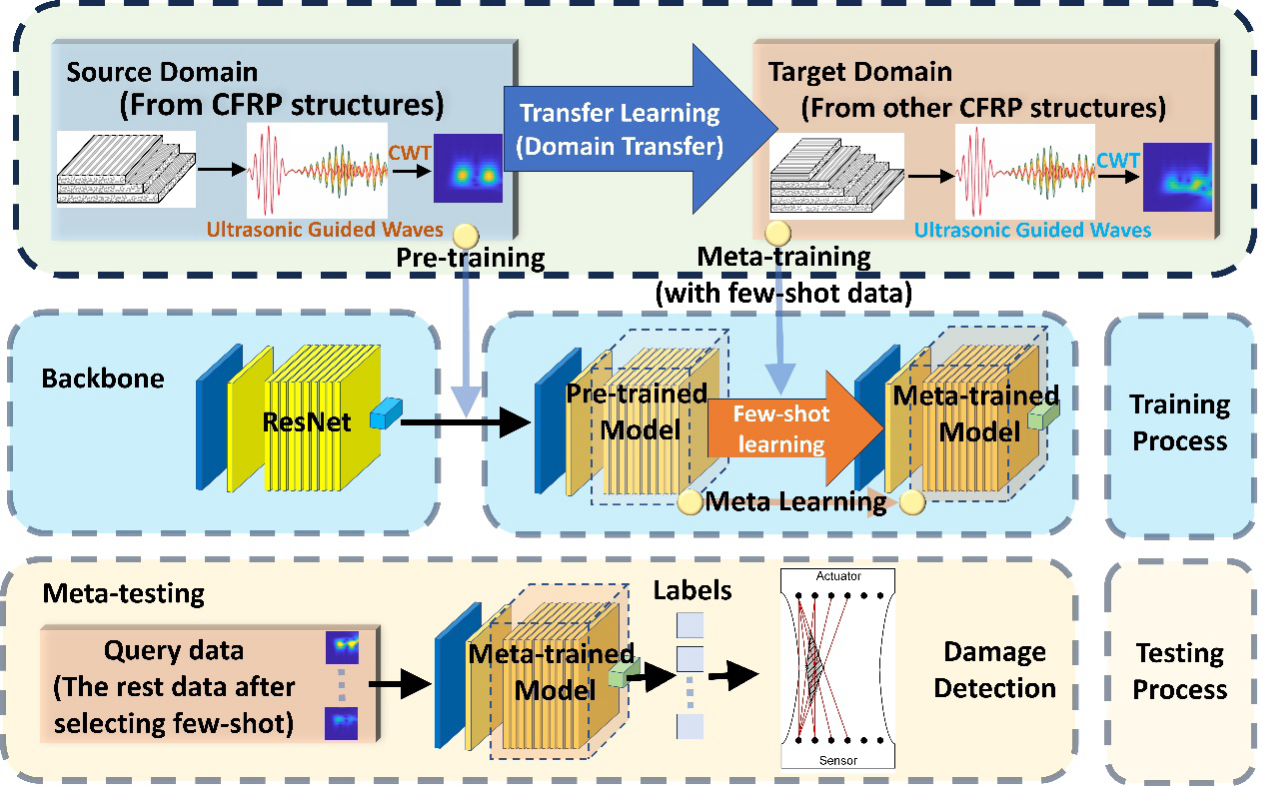 Source Domain
(From CFRP structures)
CWT
Ultrasonic Guided Waves
Transfer Learning
(Domain Transfer)
Target Domain
(From other CFRP structures)
CWT
Ultrasonic Guided Waves
Pre-training
Meta-training
(with few-shot data)
Backbone
ResNet
Pre-trained
Model
Few-shot
learning
Meta-trained
Model
Meta Learning
Training
Process
Meta-testing
Query data
(The rest data after
selecting few-shot)
Meta-trained
Model
Labels
Actuator
Sensor
Damage
Detection
Testing
Process